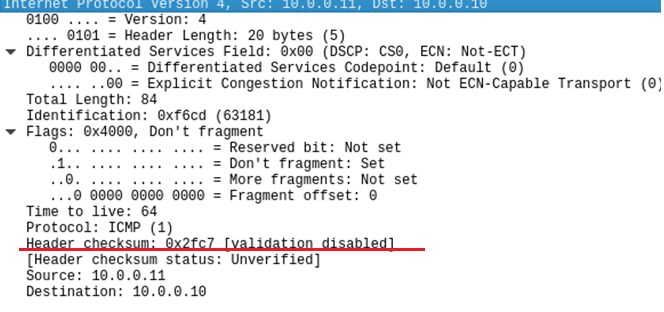 Internet Protocol Version 4, Src: 10.0.0.11, Dst: 10.0.0.10
0100 .... = Version: 4
.... 0101 = Header Length: 20 bytes (5)
Differentiated Services Field: 0x00 (DSCP: CS0, ECN: Not-ECT)
0000 00.. = Differentiated Services Codepoint: Default (0)
.... ..00 = Explicit Congestion Notification: Not ECN-Capable Transport (0)
Total Length: 84
Identification: 0xf6cd (63181)
Flags: 0x4000, Don't fragment
0... .... .... .... = Reserved bit: Not set
.1.. .... .... .... = Don't fragment: Set
..0. .... .... .... = More fragments: Not set
...0 0000 0000 0000 = Fragment offset: 0
Time to live: 64
Protocol: ICMP (1)
Header checksum: 0x2fc7 [validation disabled]
[Header checksum status: Unverified]
Source: 10.0.0.11
Destination: 10.0.0.10